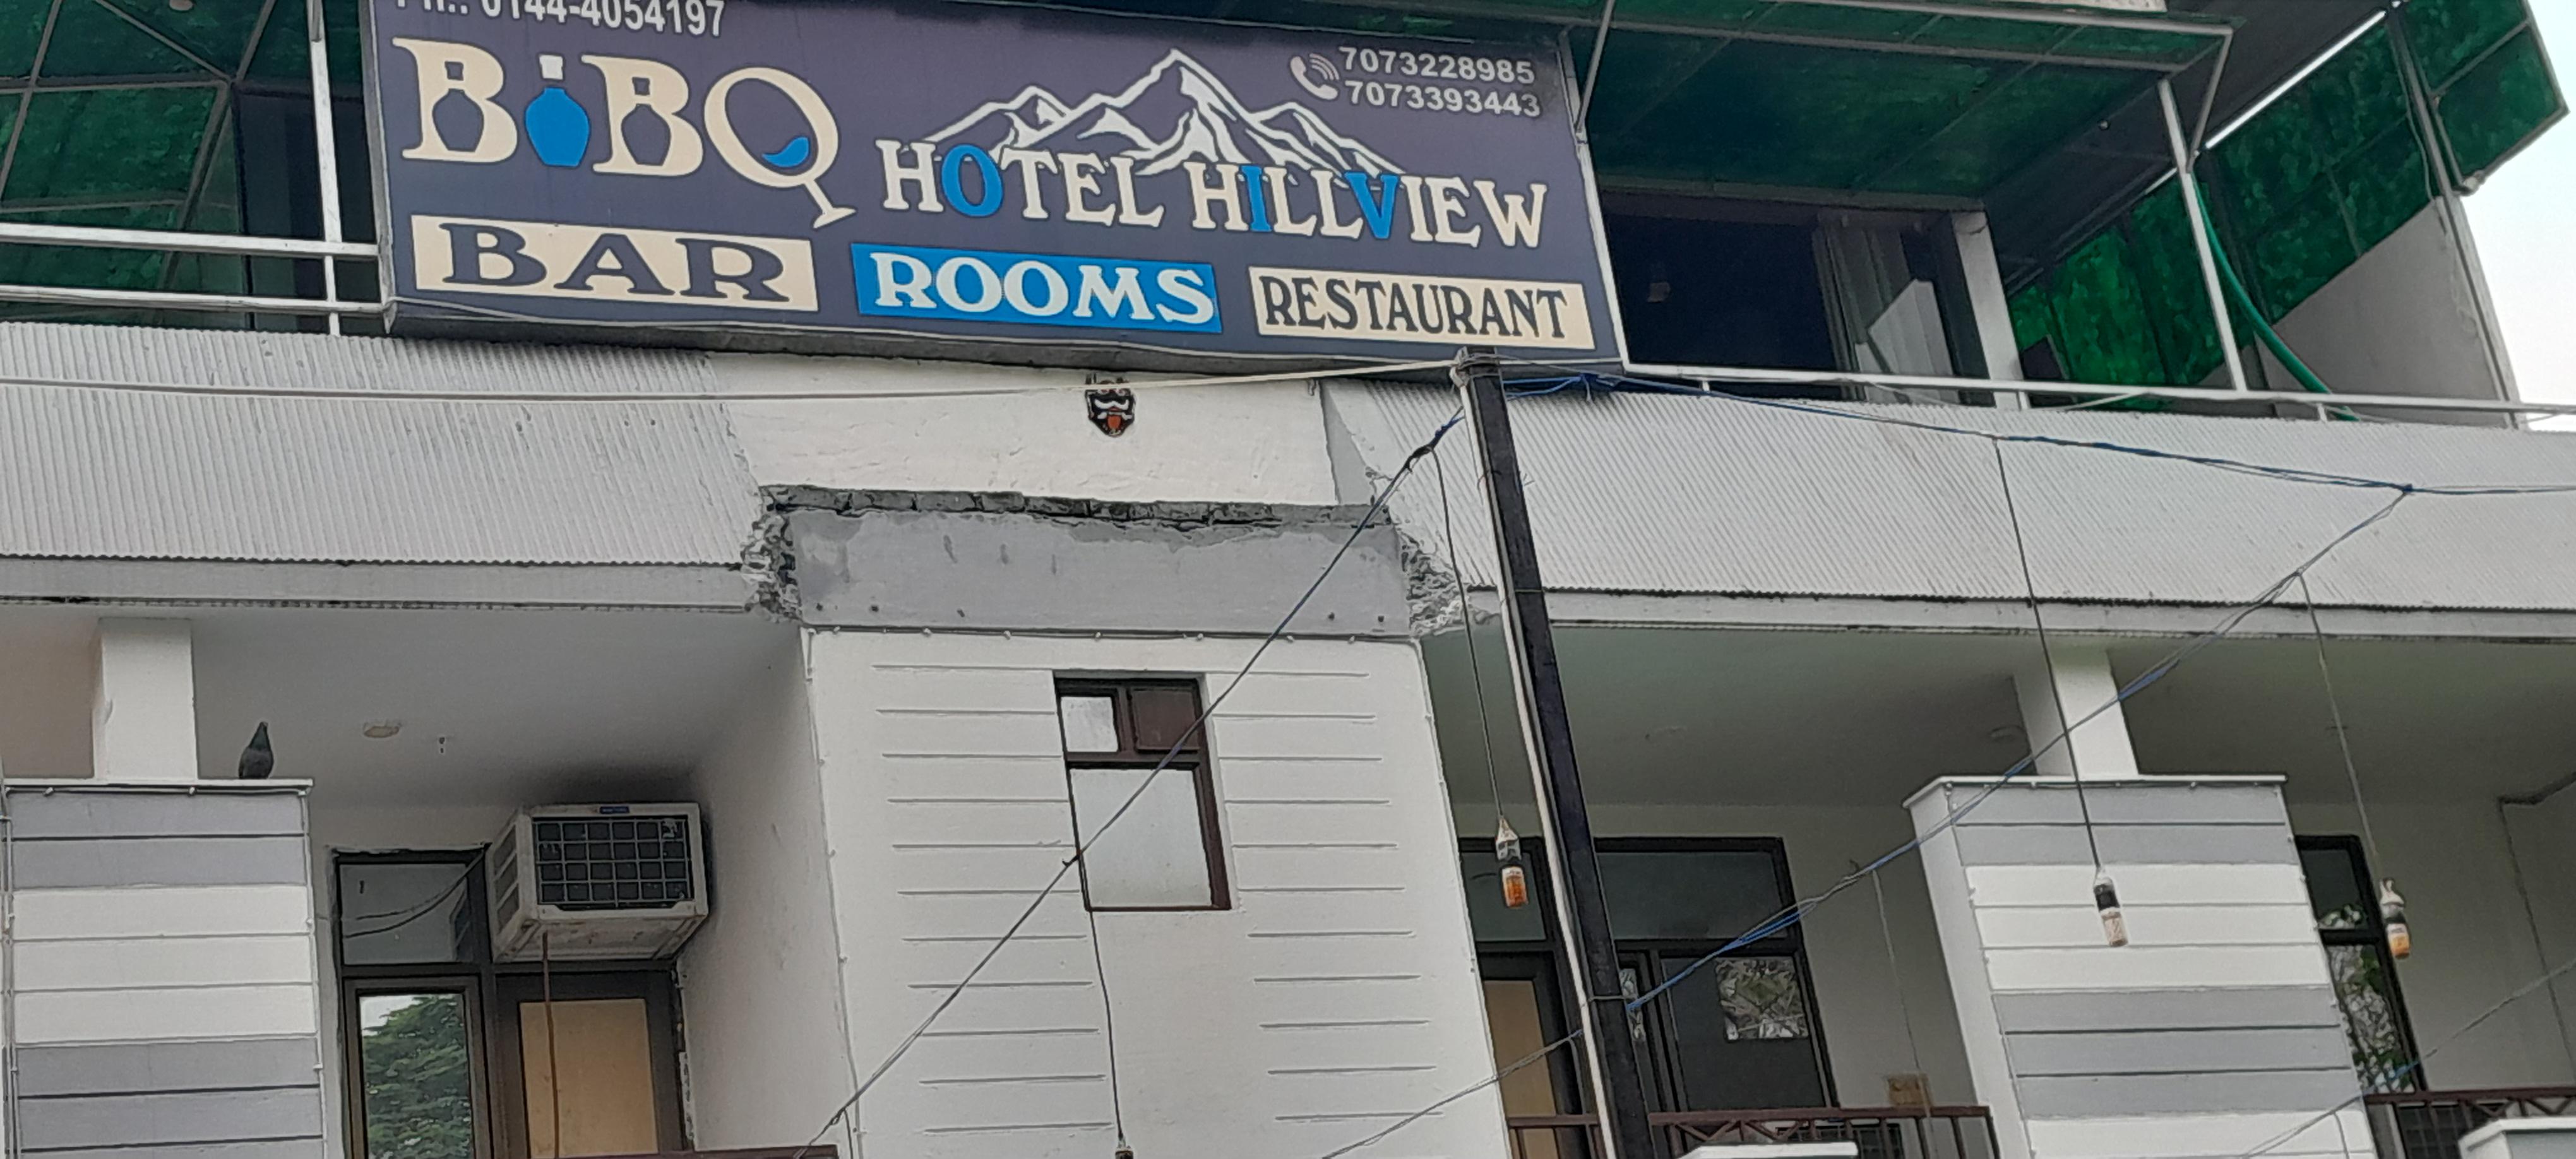 Ph.: 0144-4054197
BiBQ
7073228985
7073393443
HOTEL HILLVIEW
BAR
ROOMS
RESTAURANT